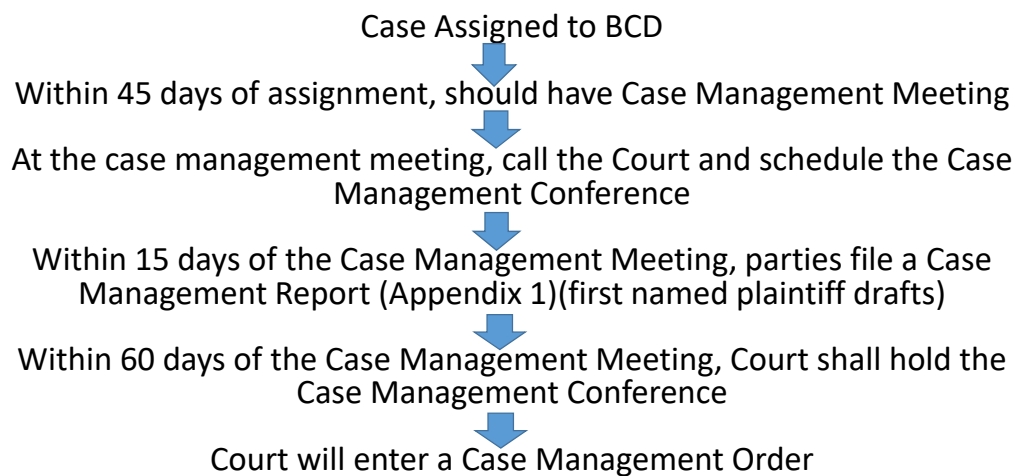 Case Assigned to BCD
Within 45 days of assignment, should have Case Management Meeting
At the case management meeting, call the Court and schedule the Case
Management Conference
Within 15 days of the Case Management Meeting, parties file a Case
Management Report (Appendix 1)(first named plaintiff drafts)
Within 60 days of the Case Management Meeting, Court shall hold the
Case Management Conference
Court will enter a Case Management Order